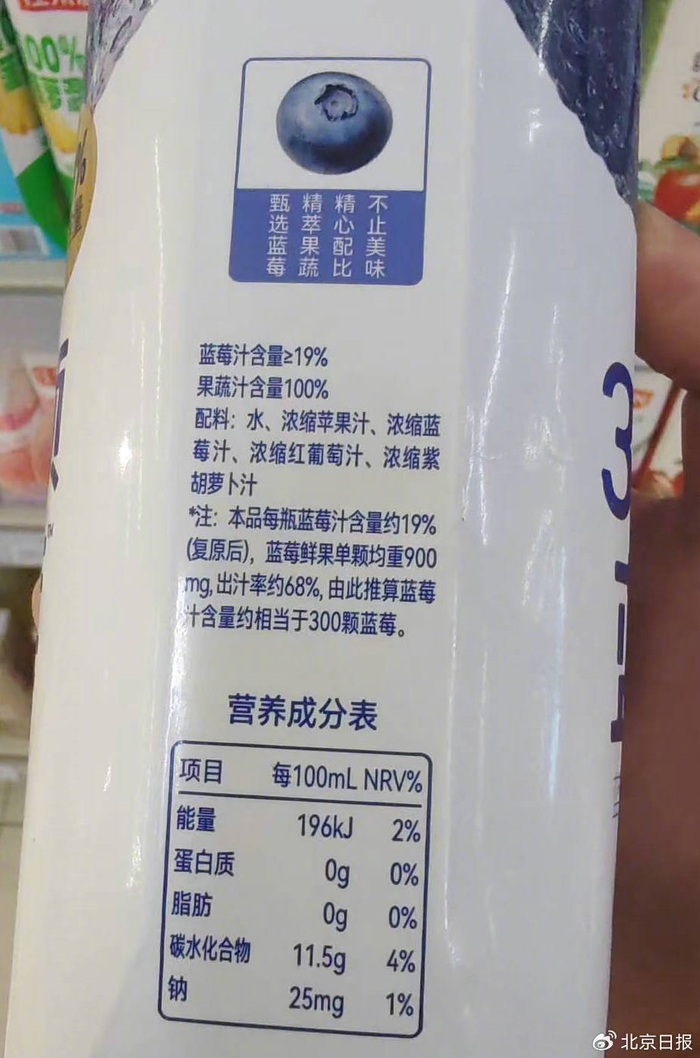 00%
%
甄选蓝莓
精萃果蔬
精心配比
不止美味
蓝莓汁含量≥19%
果蔬汁含量100%
配料：水、浓缩苹果汁、浓缩蓝
莓汁、浓缩红葡萄汁、浓缩紫
胡萝卜汁
*注：本品每瓶蓝莓汁含量约19%
(复原后)，蓝莓鲜果单颗均重900
mg,出汁率约68%,由此推算蓝莓
汁含量约相当于300颗蓝莓。
营养成分表
项目 每100mL NRV%
能量 196kJ 2%
蛋白质 0g 0%
脂肪 0g 0%
碳水化合物 11.5g 4%
钠 25mg 1%
北京日报